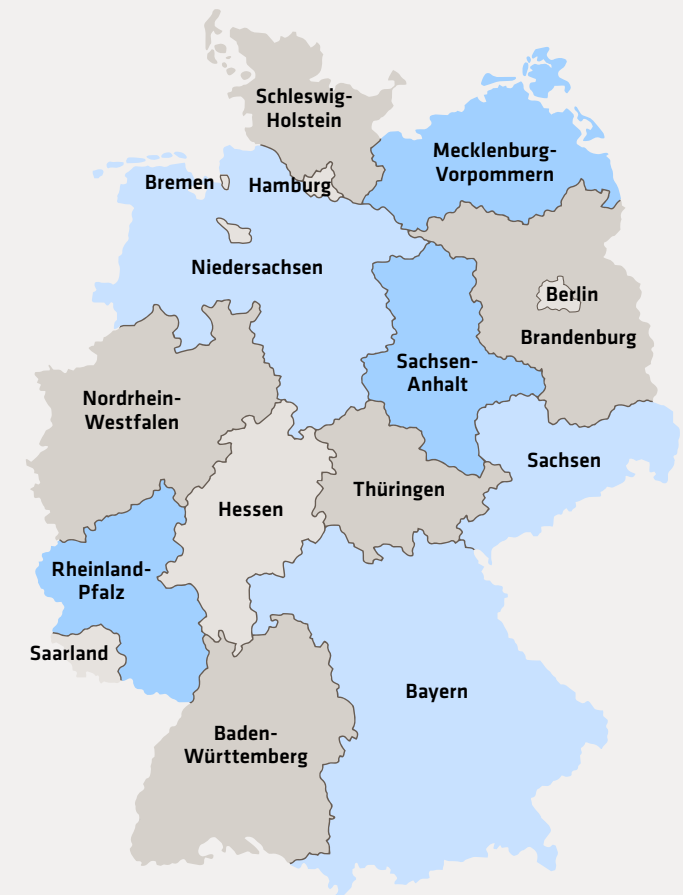 Schleswig-
Holstein
Mecklenburg-
Vorpommern
Bremen
Hamburg
Niedersachsen
Berlin
Brandenburg
Sachsen-
Anhalt
Nordrhein-
Westfalen
Sachsen
Thüringen
Hessen
Rheinland-
Pfalz
Saarland
Bayern
Baden-
Württemberg